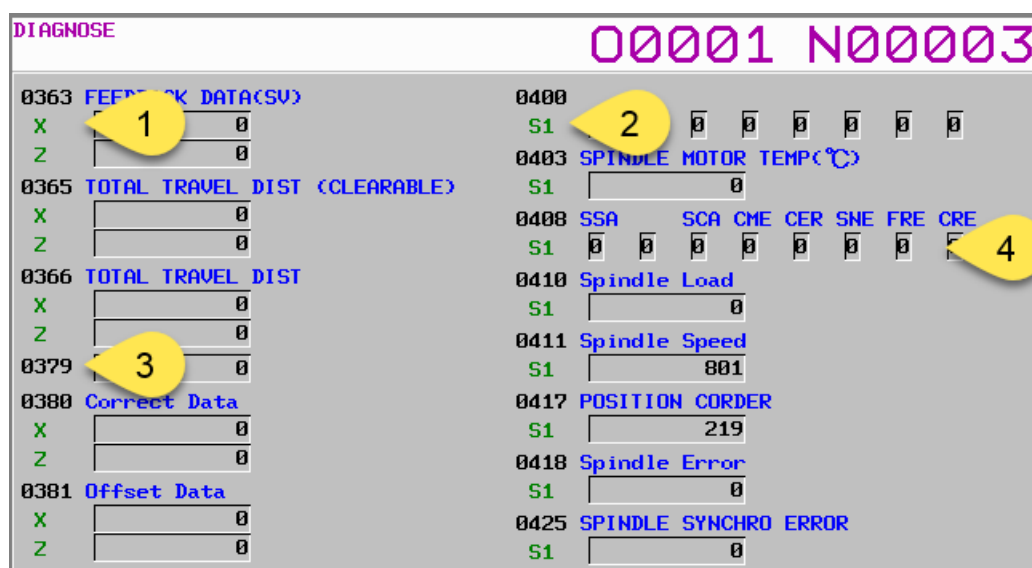 DIAGNOSE
O0001 N00003
0363 FEEDBACK DATA(SV)
X 1 0
Z 0
0365 TOTAL TRAVEL DIST (CLEARABLE)
X 0
Z 0
0366 TOTAL TRAVEL DIST
X 0
Z 0
0379 3 0
0380 Correct Data
X 0
Z 0
0381 Offset Data
X 0
Z 0
0400
S1 2 0 0 0 0 0 0
0403 SPINDLE MOTOR TEMP(℃)
S1 0
0408 SSA SCA CME CER SNE FRE CRE
S1 0 0 0 0 0 0 0 4
0410 Spindle Load
S1 0
0411 Spindle Speed
S1 801
0417 POSITION CORDER
S1 219
0418 Spindle Error
S1 0
0425 SPINDLE SYNCHRO ERROR
S1 0